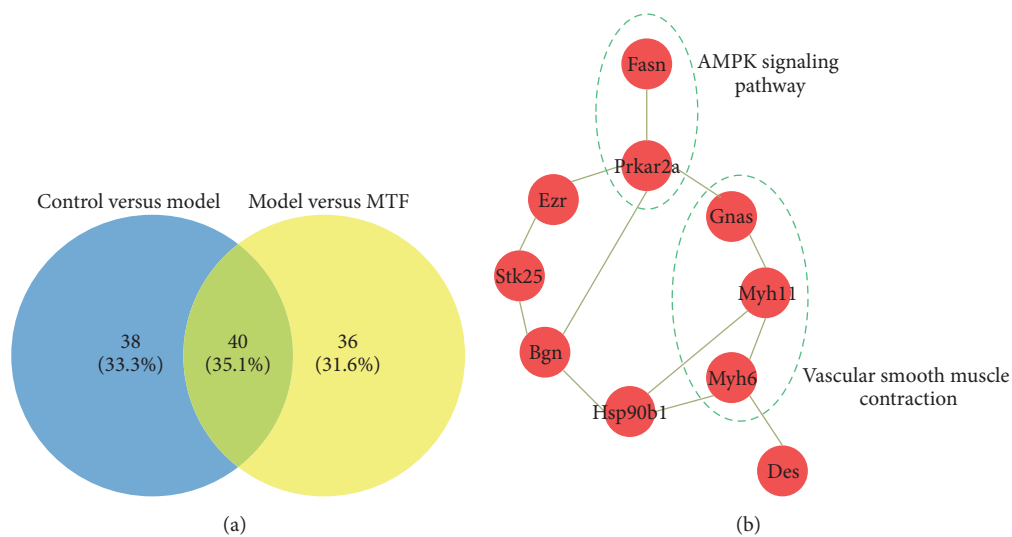 Control versus model
Model versus MTF
38
(33.3%)
40
(35.1%)
36
(31.6%)
(a)
Fasn
AMPK signaling
pathway
Prkar2a
Ezr
Gnas
Stk25
Myh11
Bgn
Myh6
Vascular smooth muscle
contraction
Hsp90b1
Des
(b)